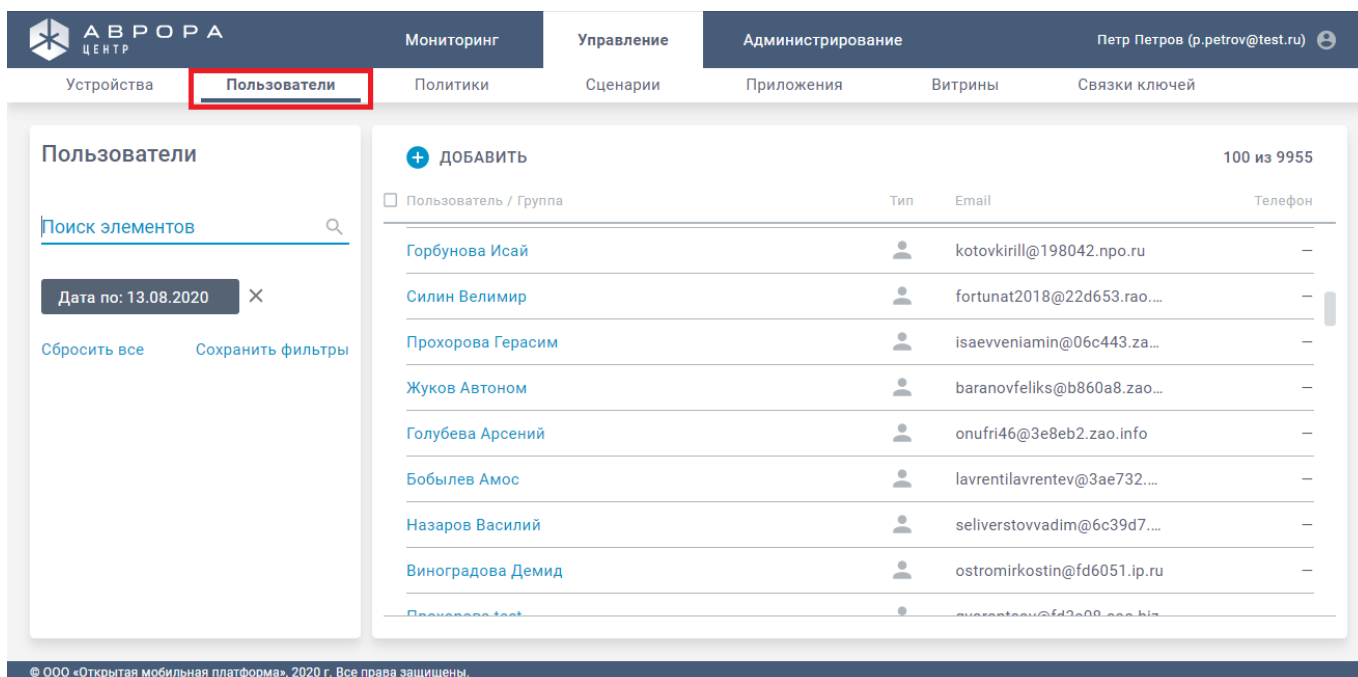 АВРОРА
ЦЕНТР
Мониторинг Управление Администрирование Петр Петров (p.petrov@test.ru)
Устройства Пользователи Политики Сценарии Приложения Витрины Связки ключей
Пользователи
Поиск элементов
Дата по: 13.08.2020
Сбросить все Сохранить фильтры
ДОБАВИТЬ 100 из 9955
Пользователь / Группа Тип Email Телефон
Горбунова Исай kotovkirill@198042.npo.ru —
Силин Велимир fortunat2018@22d653.rao.... —
Прохорова Герасим isaevveniamin@06c443.za... —
Жуков Автоном baranovfeliks@b860a8.zao... —
Голубева Арсений onufri46@3e8eb2.zao.info —
Бобылев Амос lavrentilavrentev@3ae732.... —
Назаров Василий seliverstovvadim@6c39d7.... —
Виноградова Демид ostromirkostin@fd6051.ip.ru —
Прохорова test
© ООО «Открытая мобильная платформа», 2020 г. Все права защищены.